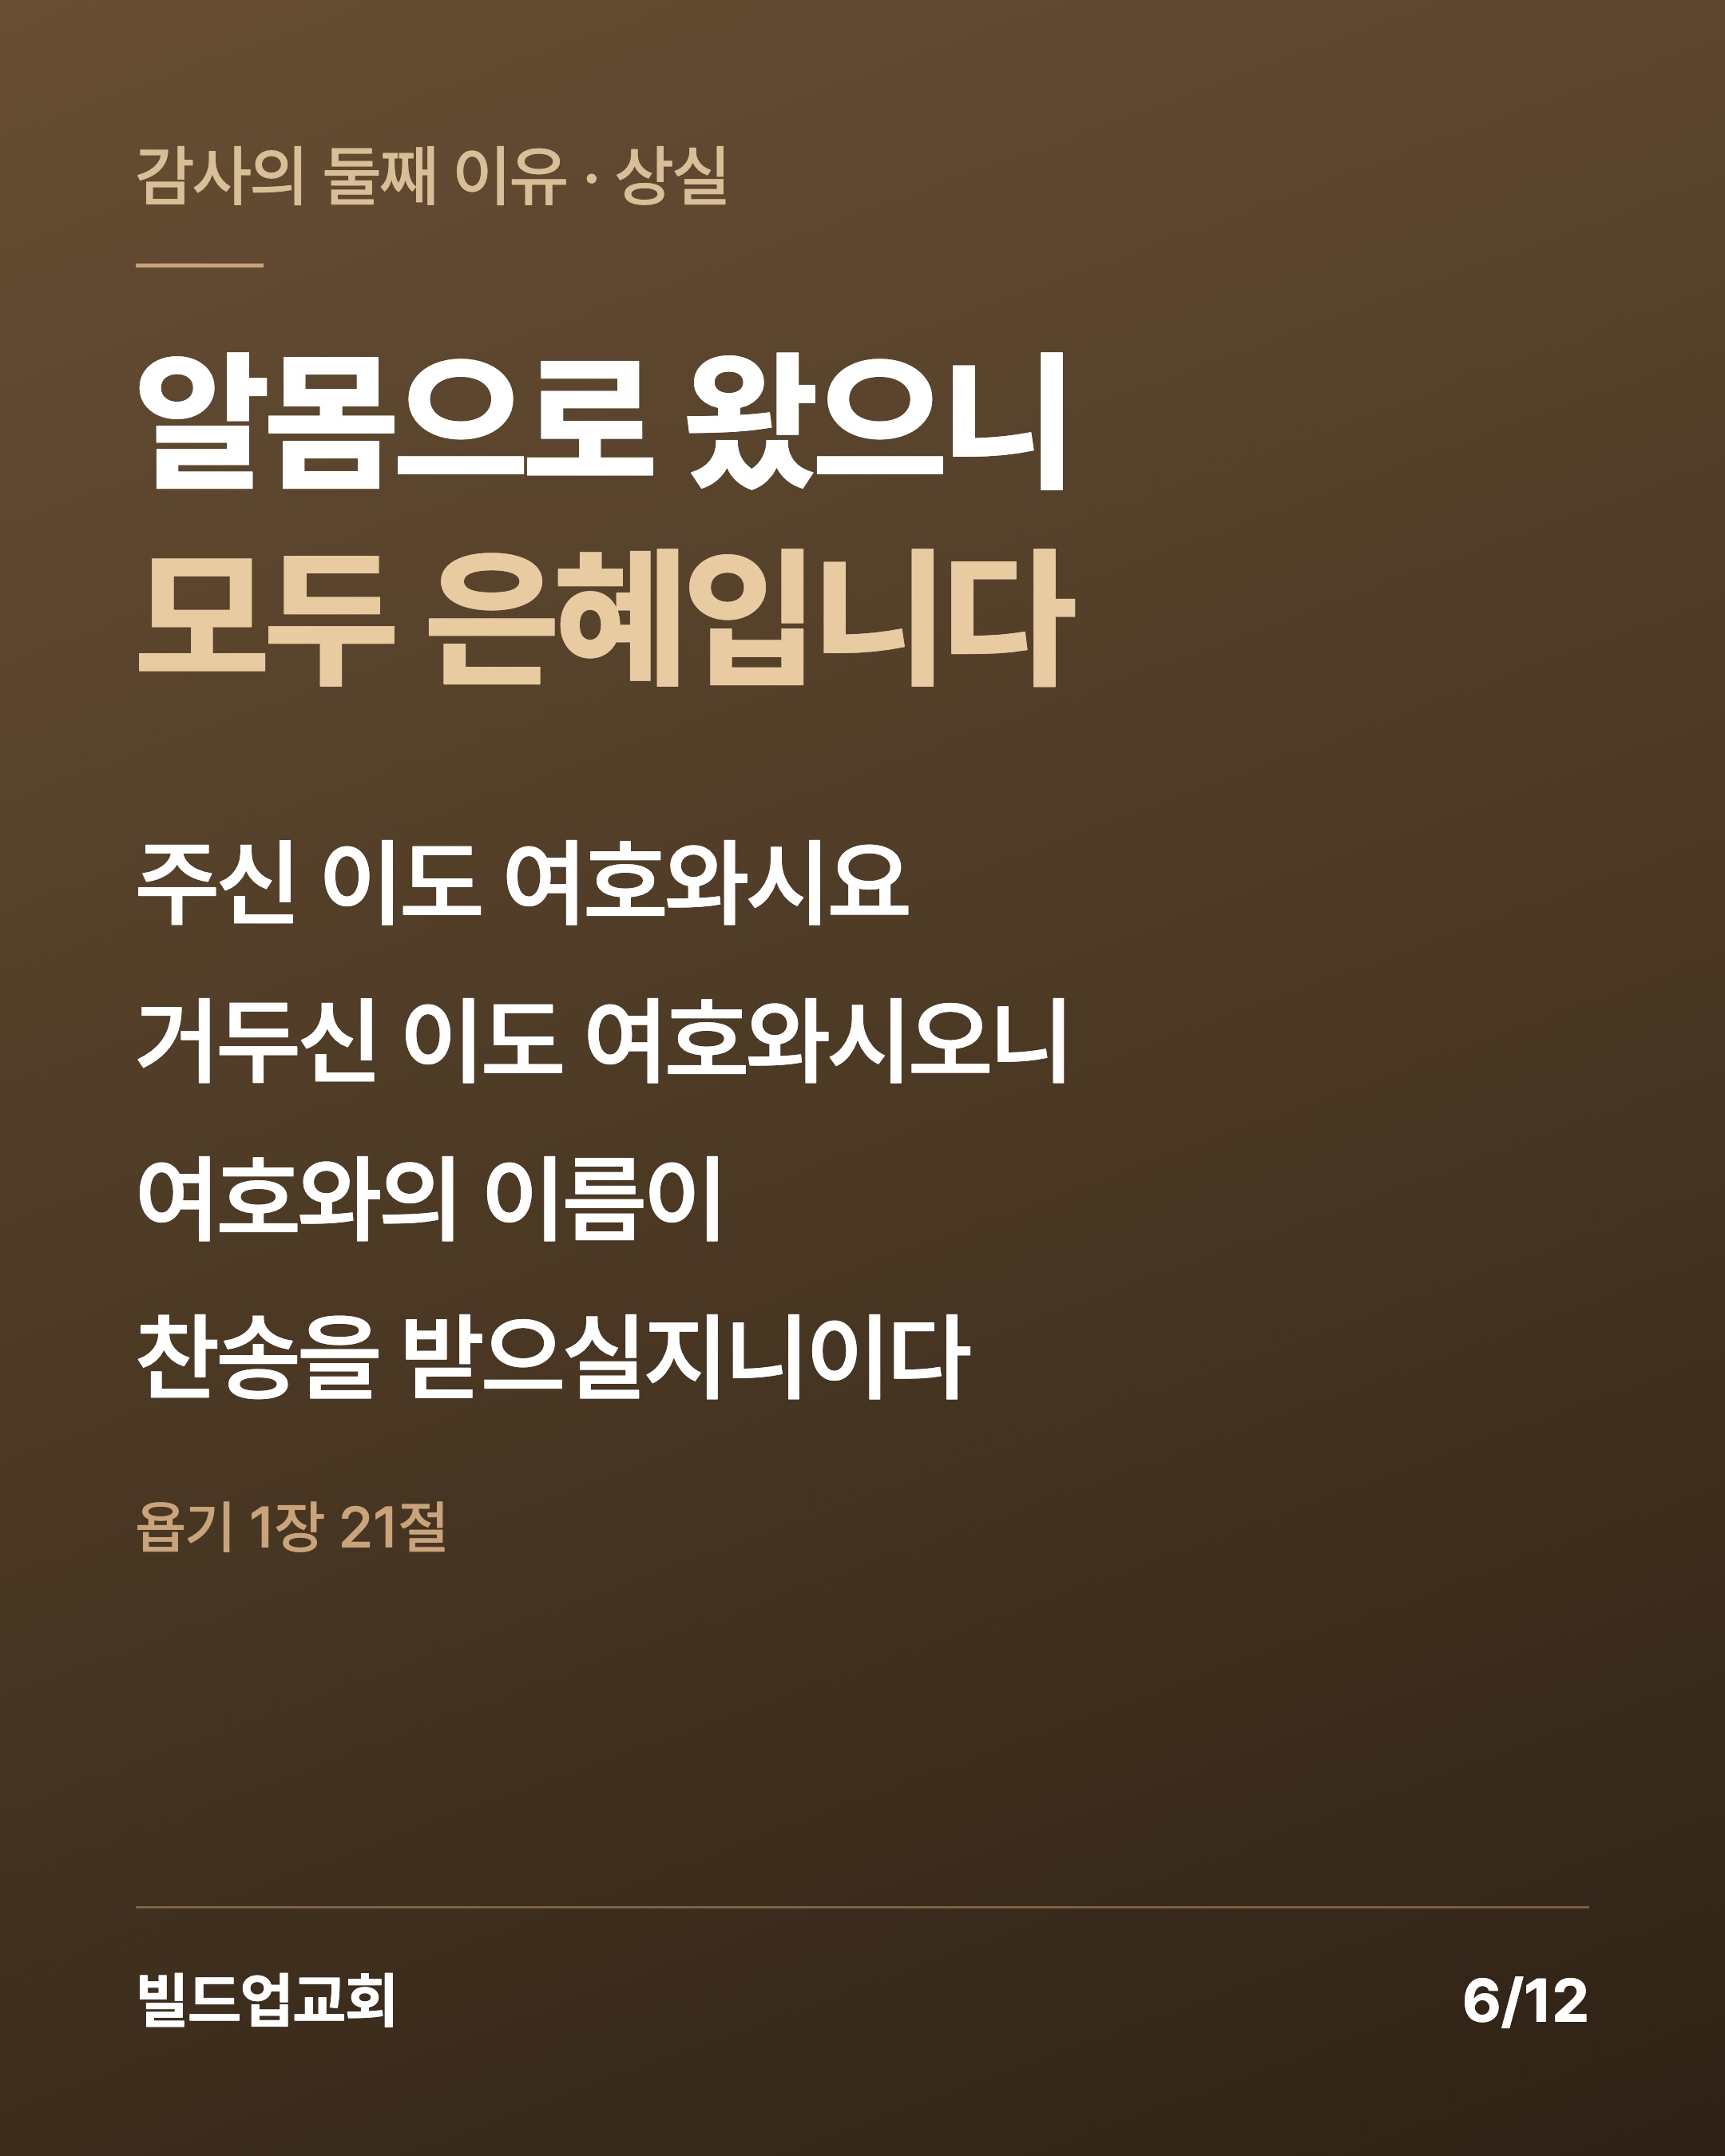 감사의 둘째 이유 · 상실
알몸으로 왔으니
모두 은혜입니다
주신 이도 여호와시요
거두신 이도 여호와시오니
여호와의 이름이
찬송을 받으실지니이다
욥기 1장 21절
빌드업교회
6/12